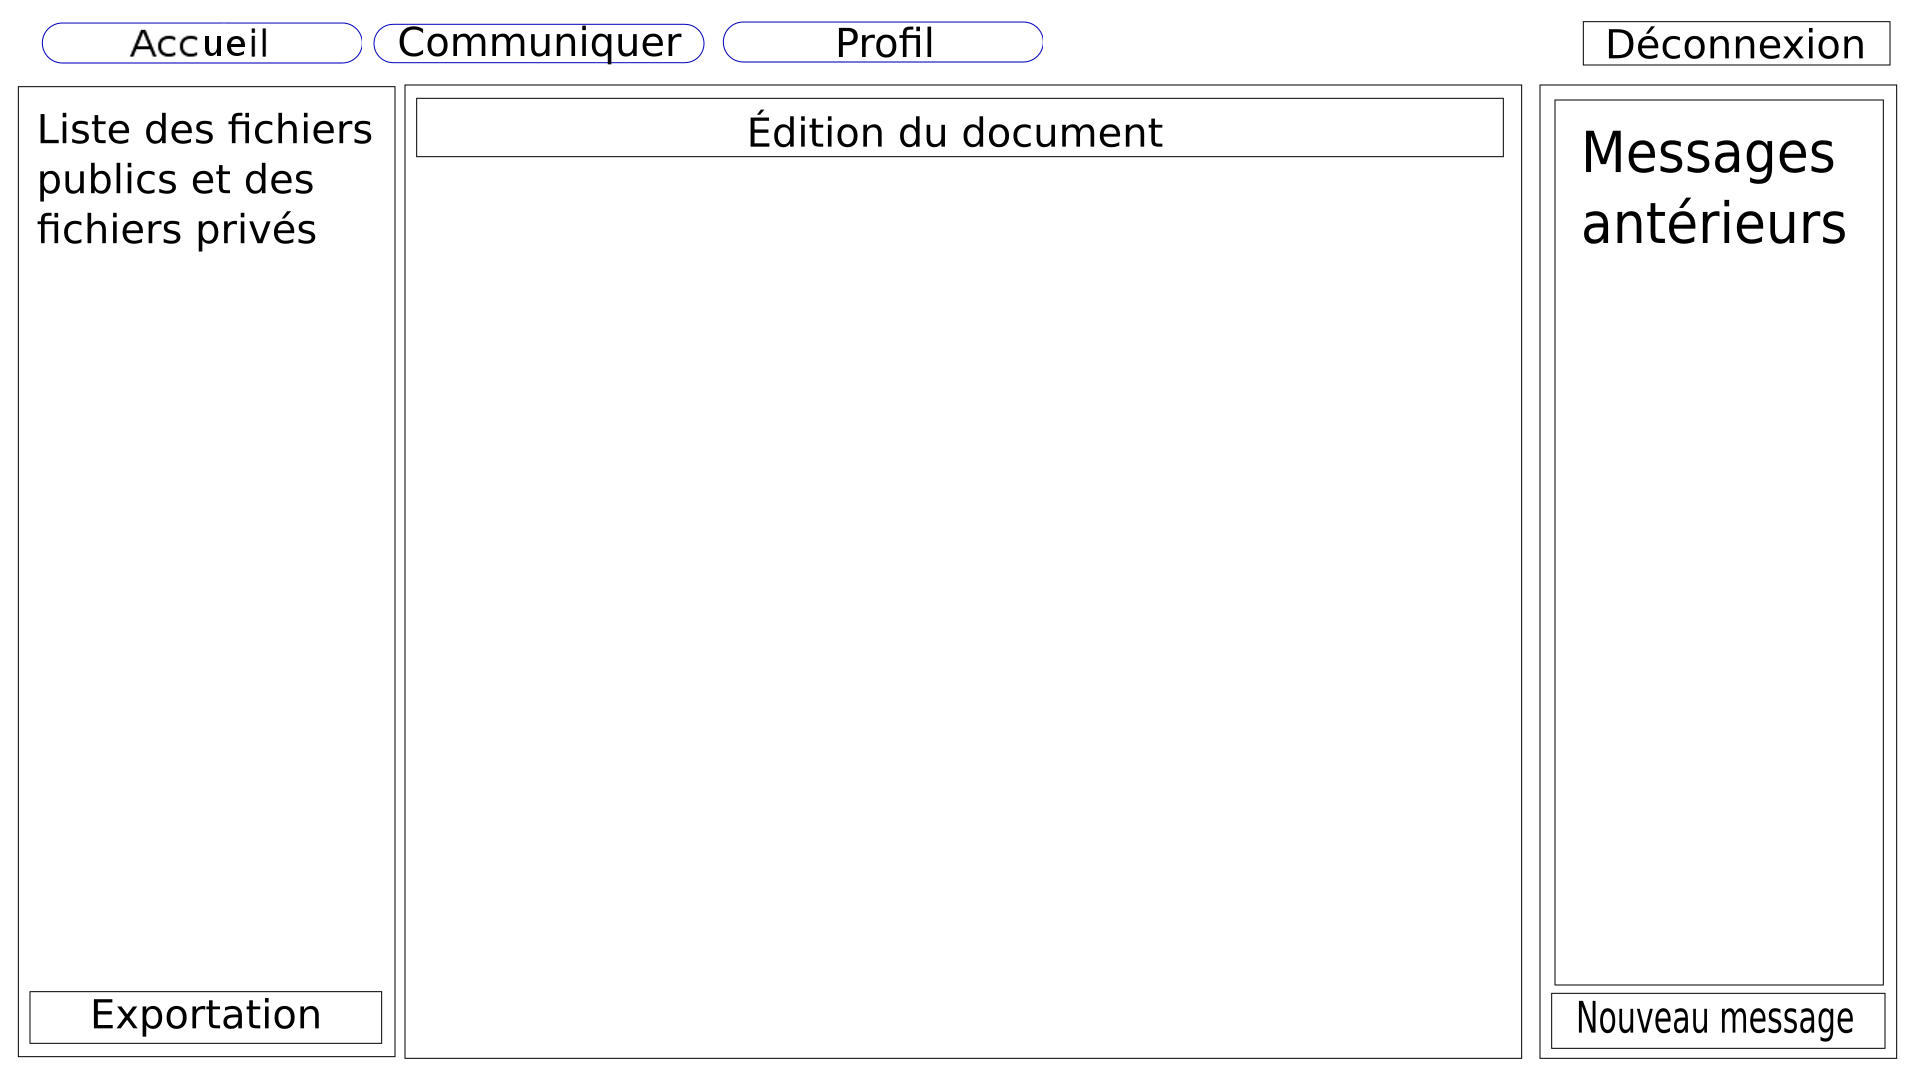 Accueil
Communiquer
Profil
Déconnexion
Liste des fichiers
publics et des
fichiers privés
Exportation
Édition du document
Messages
antérieurs
Nouveau message